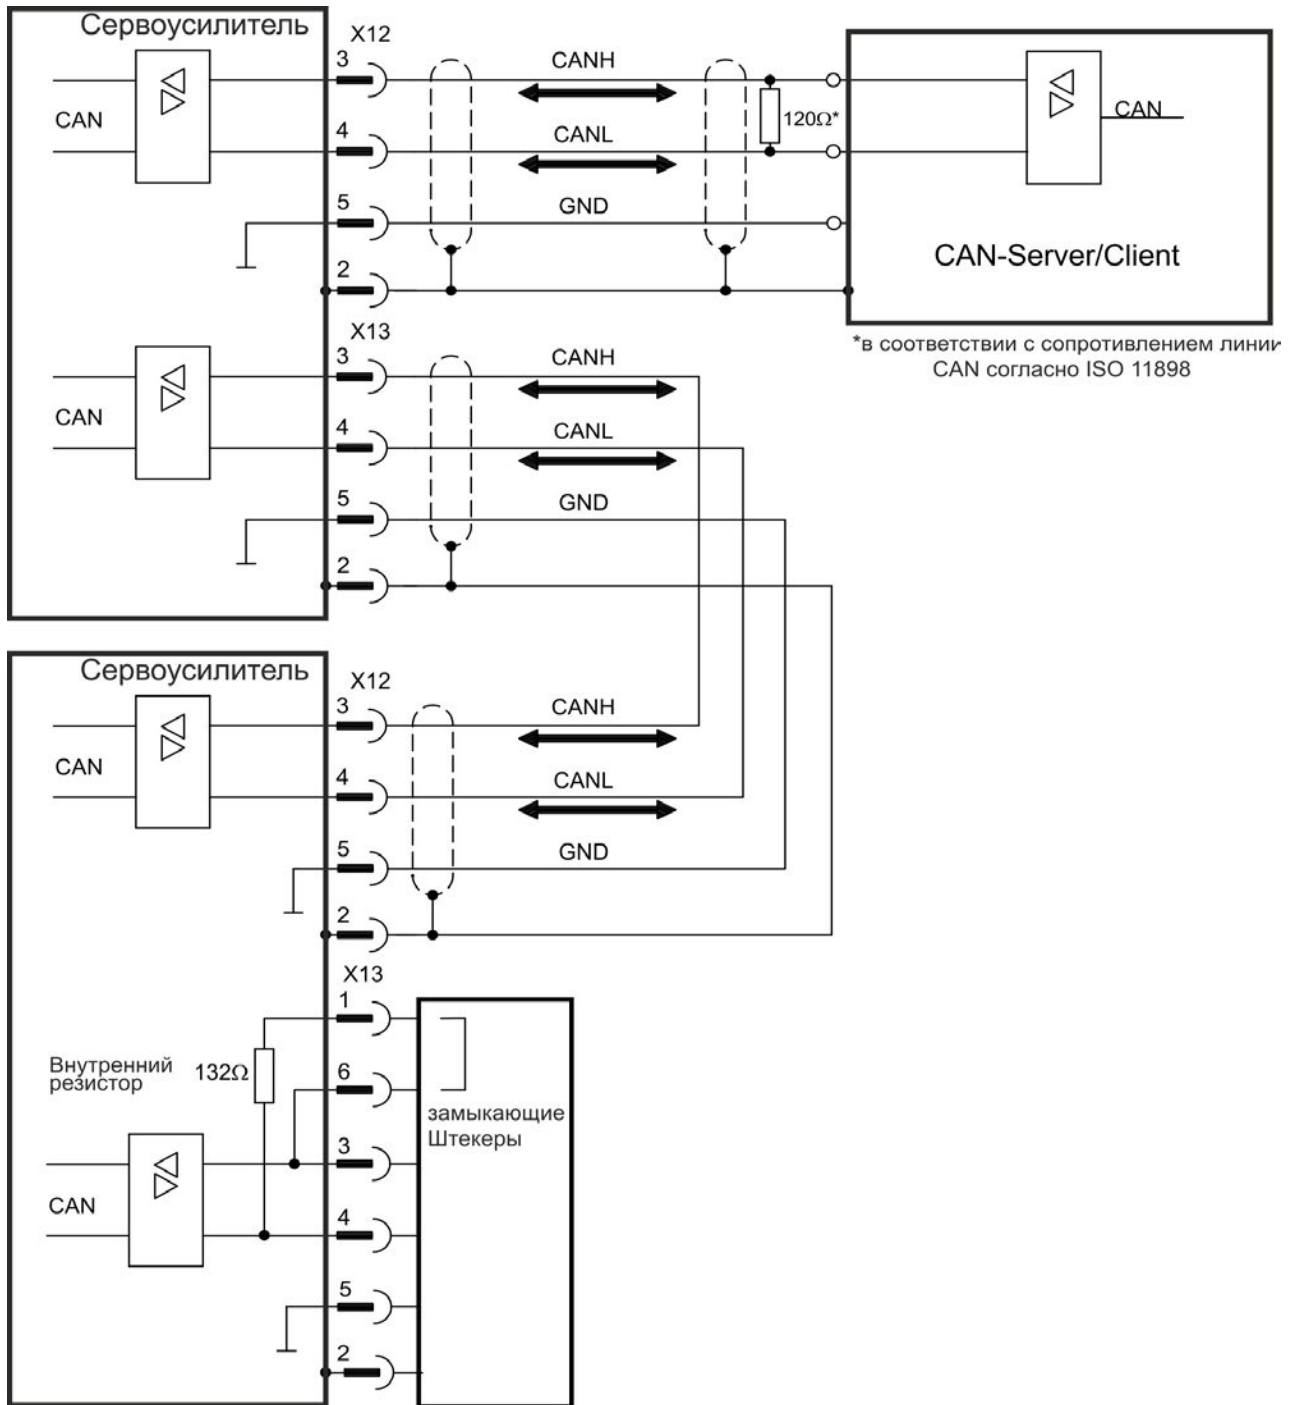 Сервоусилитель
X12
3
CANH
CAN
120Ω*
CAN
4
CANL
5
GND
CAN-Server/Client
2
X13
*в соответствии с сопротивлением линии
CAN согласно ISO 11898
3
CANH
CAN
4
CANL
5
GND
2
Сервоусилитель
X12
3
CANH
CAN
4
CANL
5
GND
2
X13
1
Внутренний
резистор
132Ω
6
замыкающие
Штекеры
3
CAN
4
5
2